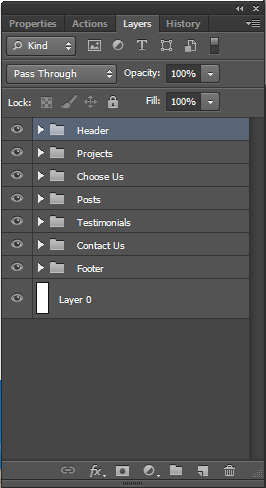 Properties Actions Layers History
Kind T
Pass Through Opacity: 100%
Lock: Fill: 100%
Header
Projects
Choose Us
Posts
Testimonials
Contact Us
Footer
Layer 0
fx